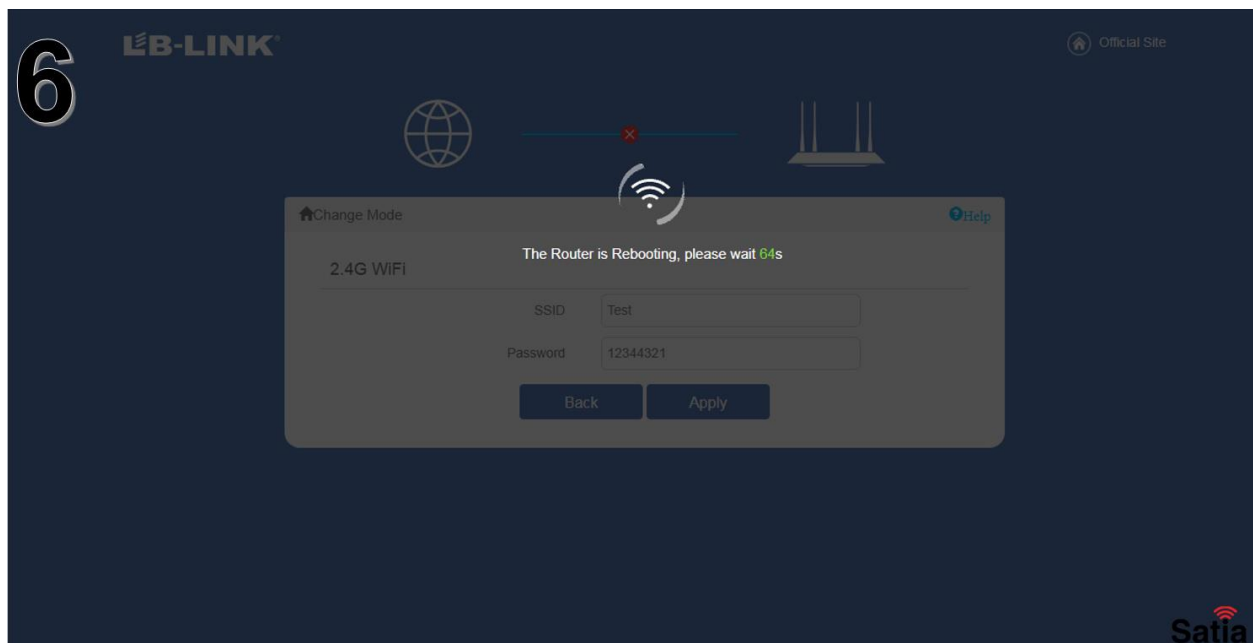 6
LB-LINK
Official Site
Change Mode
Help
The Router is Rebooting, please wait 64s
2.4G WiFi
SSID
Test
Password
12344321
Back
Apply
Satia